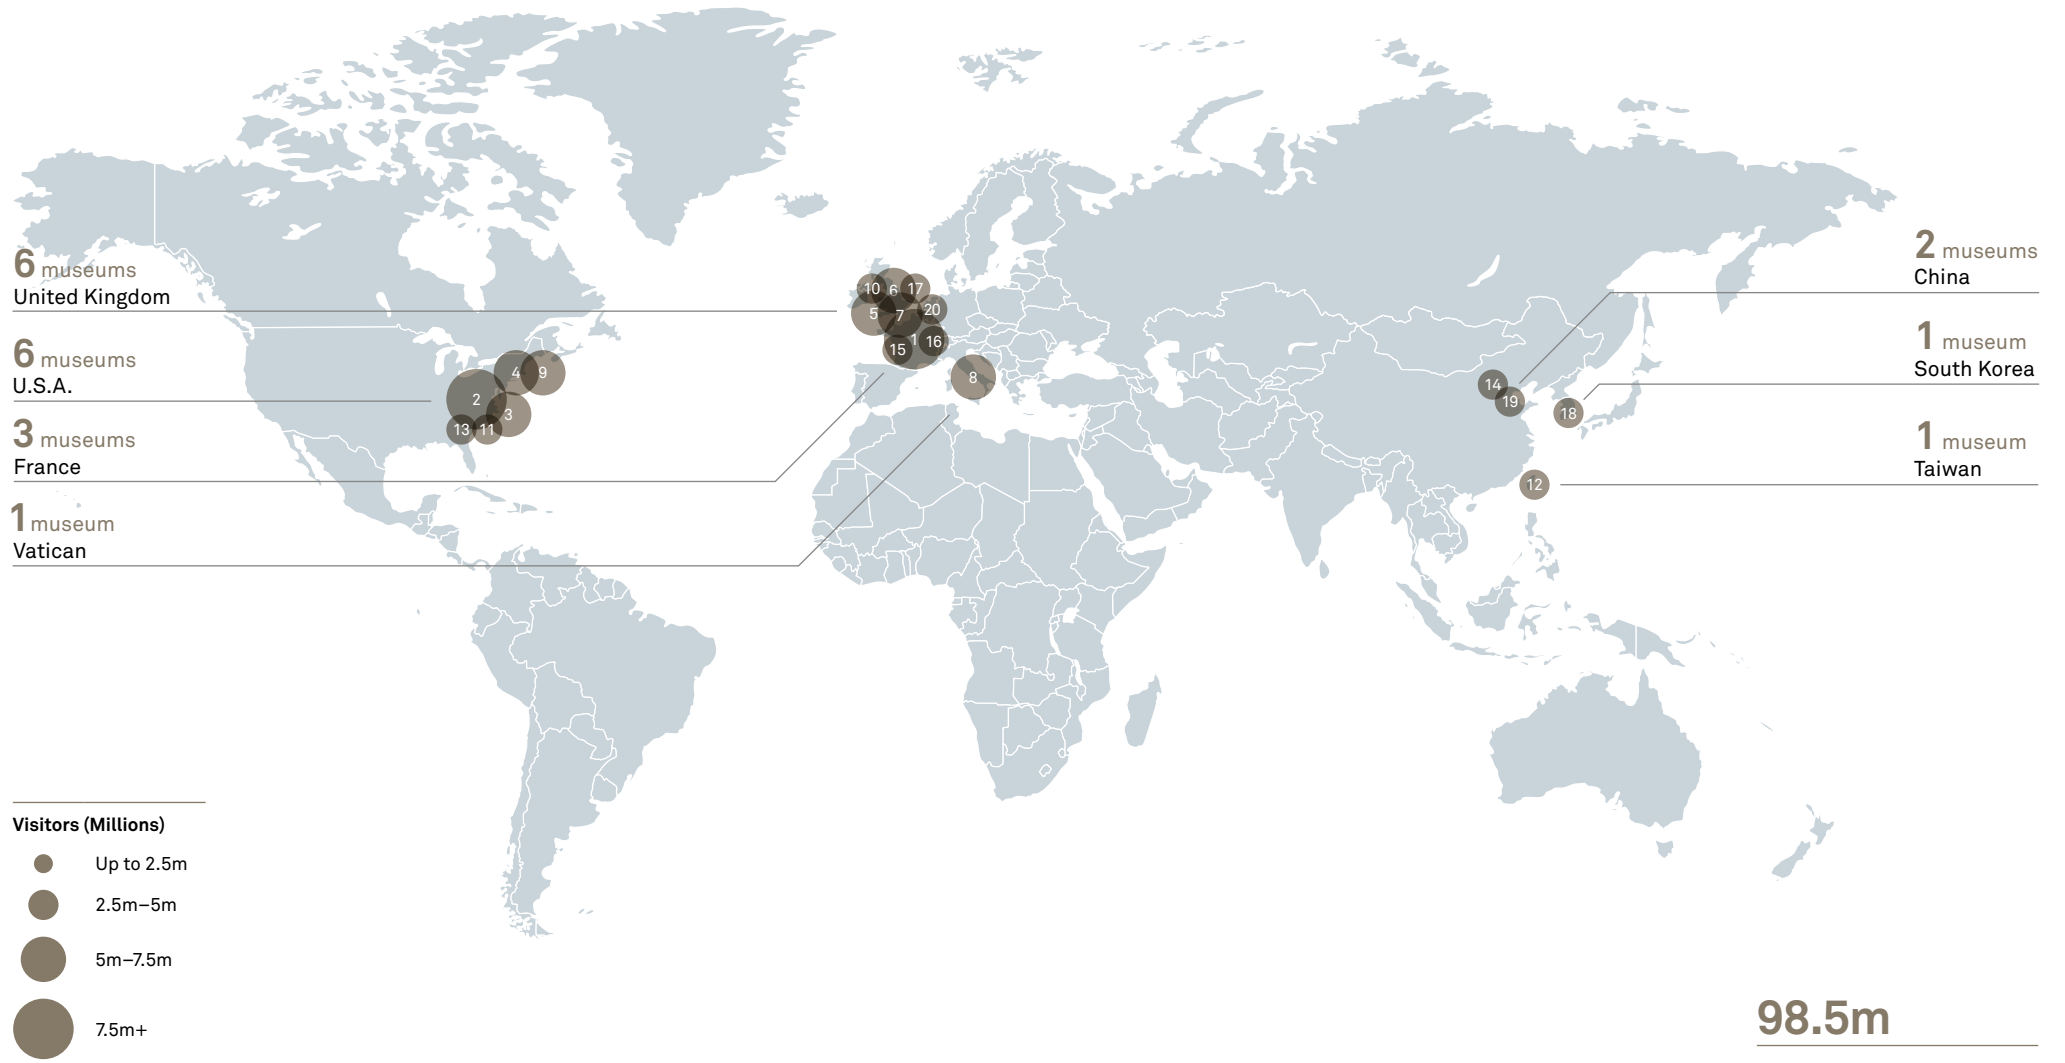 6 museums
United Kingdom
6 museums
U.S.A.
3 museums
France
1 museum
Vatican
2 museums
China
1 museum
South Korea
1 museum
Taiwan
10
6
17
5
7
20
1
15
16
8
4
9
2
3
13
11
14
19
18
12
Visitors (Millions)
Up to 2.5m
2.5m–5m
5m–7.5m
7.5m+
98.5m